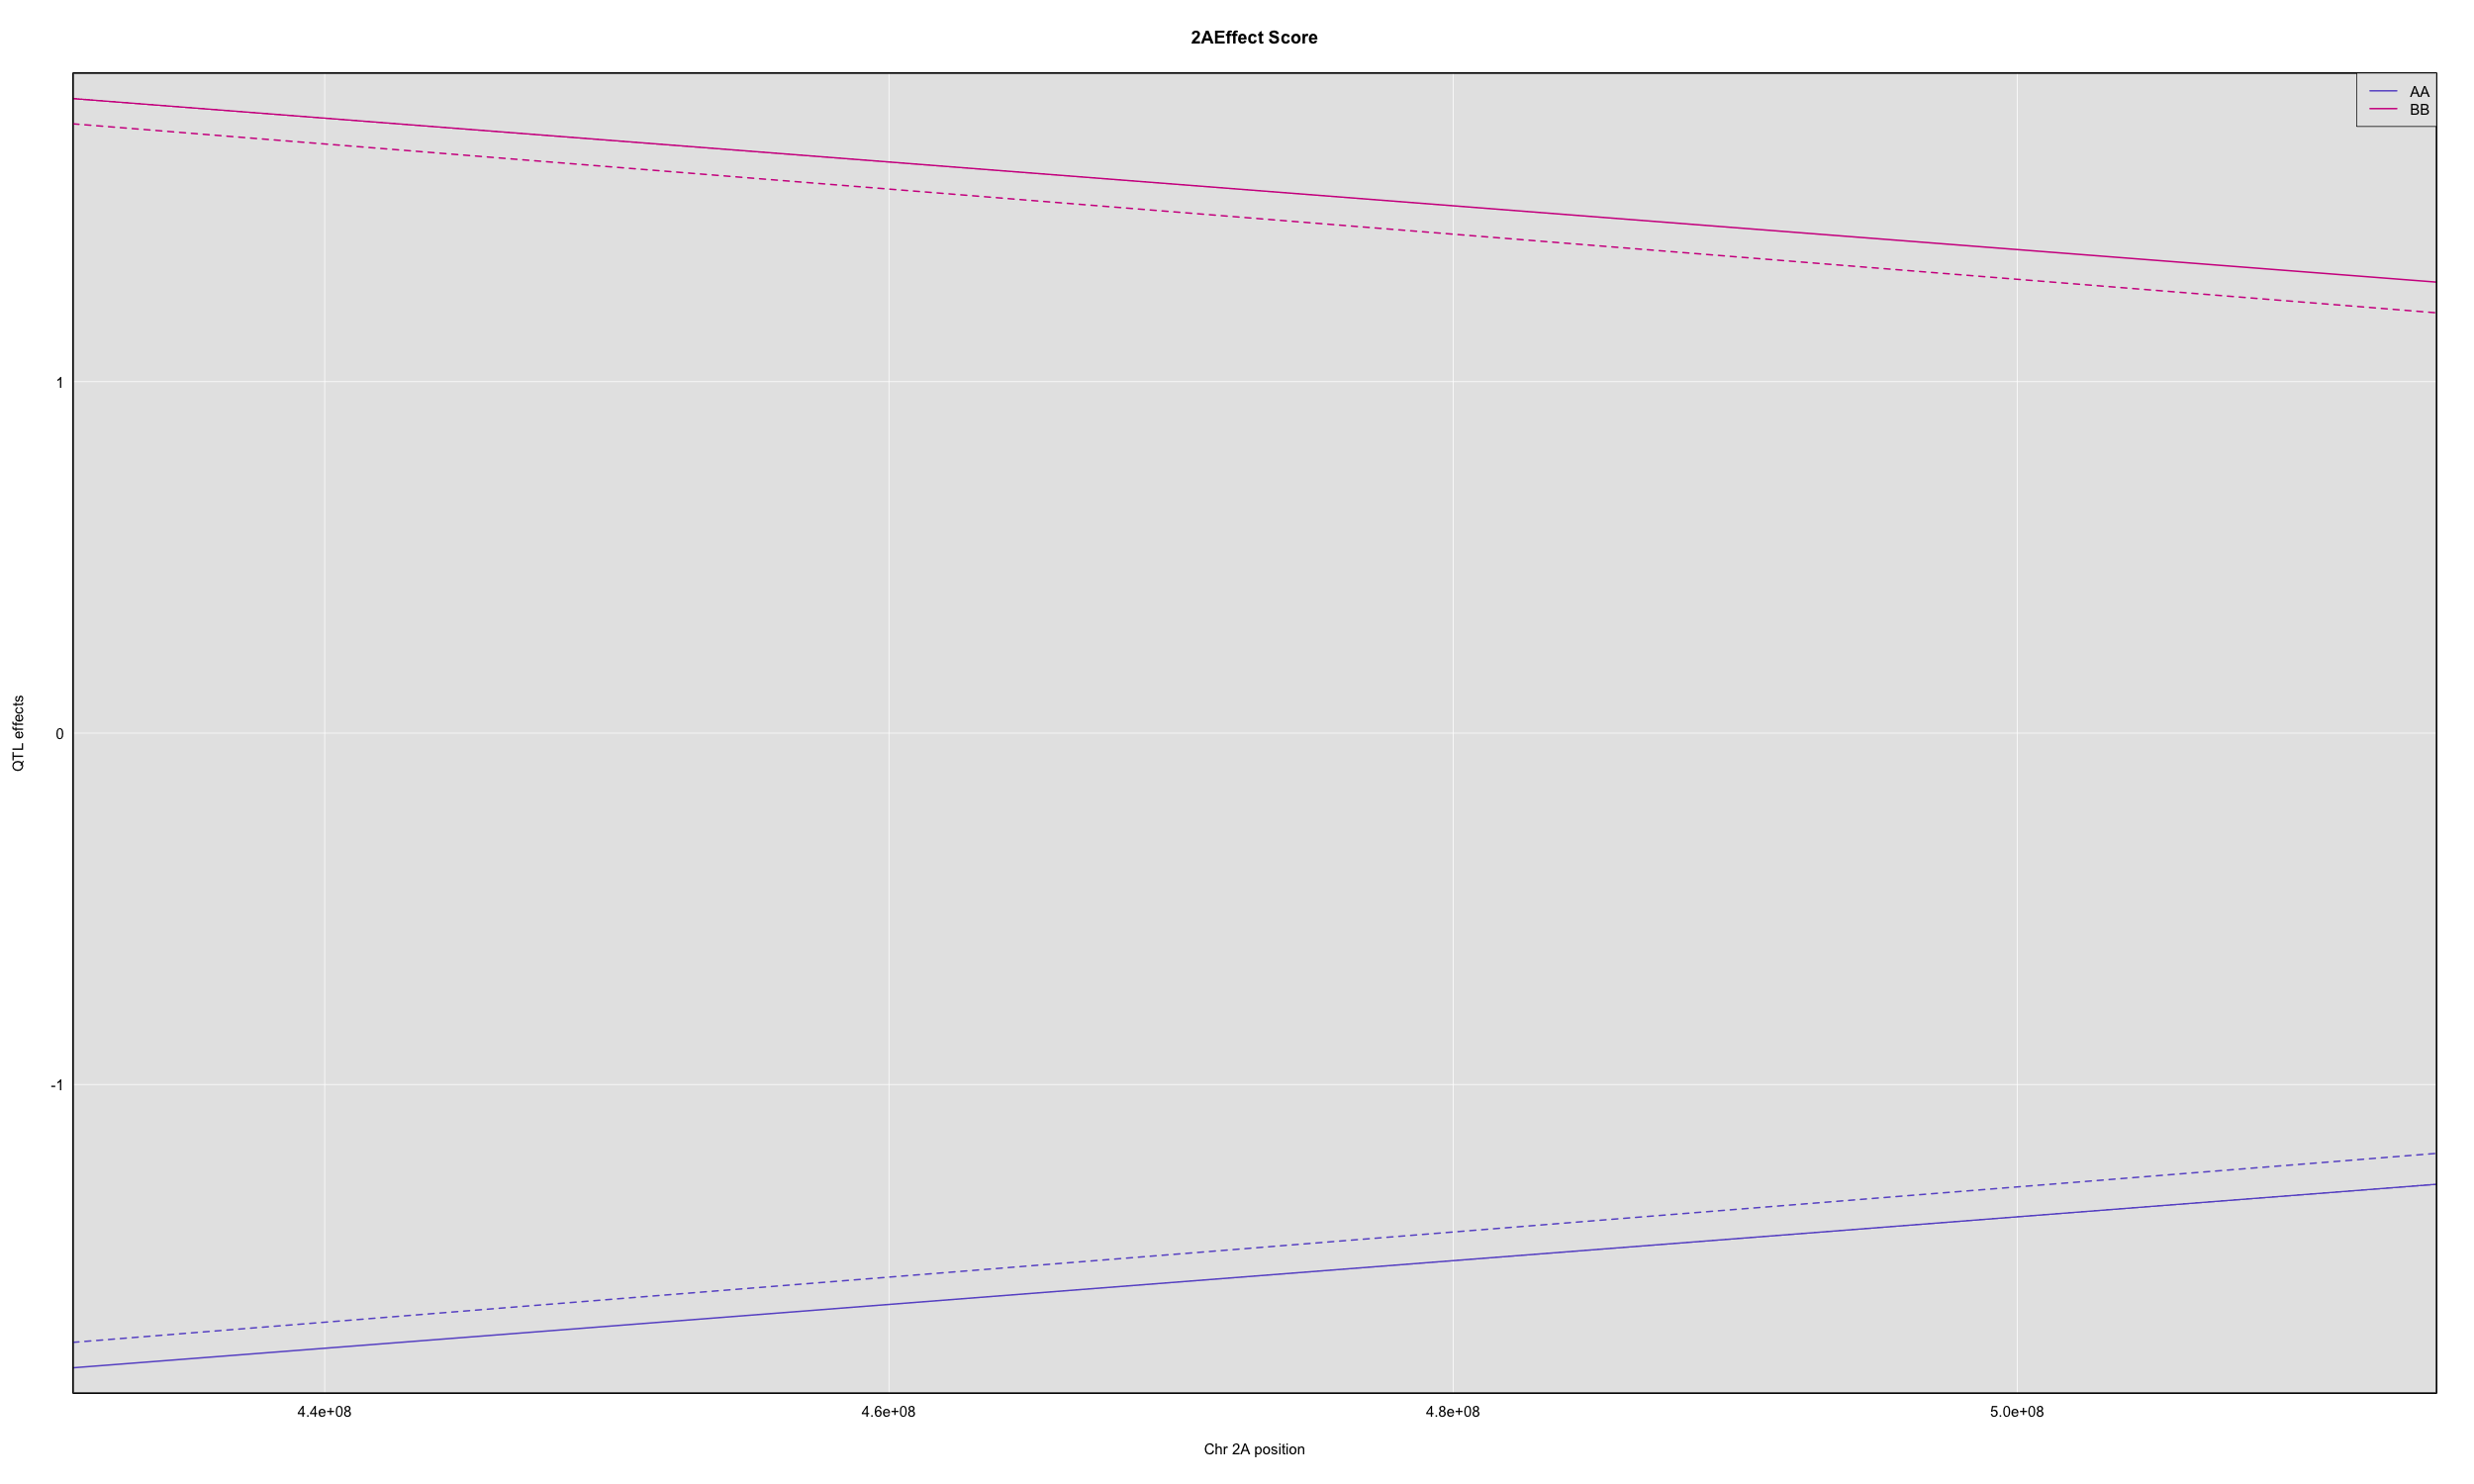 2AEffect Score
AA
BB
QTL effects
1
0
-1
4.4e+08
4.6e+08
4.8e+08
5.0e+08
Chr 2A position